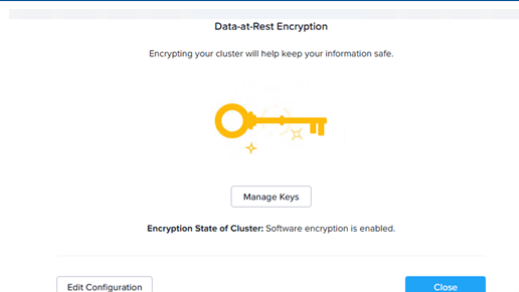 Data-at-Rest Encryption
Encrypting your cluster will help keep your information safe.
Manage Keys
Encryption State of Cluster: Software encryption is enabled.
Edit Configuration
Close